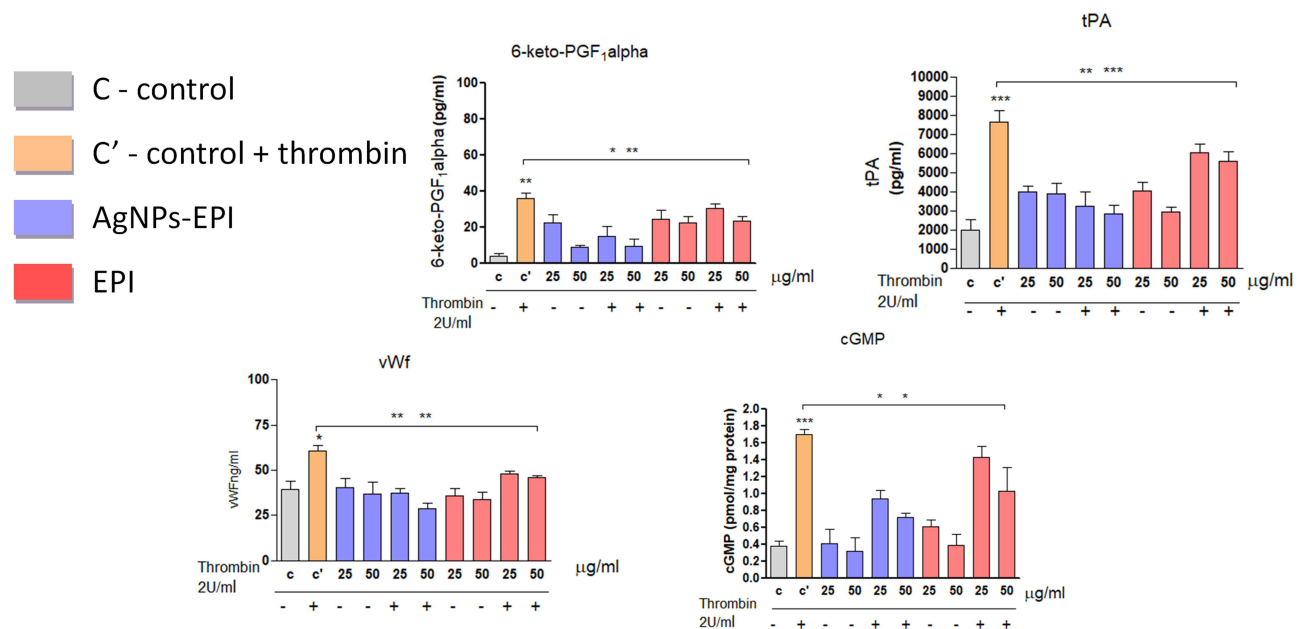 C - control
C’ - control + thrombin
AgNPs-EPI
EPI
6-keto-PGF1alpha
6-keto-PGF1alpha (pg/ml)
100
80
60
40
20
0
* **
**
c c' 25 50 25 50 25 50 25 50 µg/ml
Thrombin
2U/ml
- + - - + + - - + +
tPA
tPA
(pg/ml)
10000
9000
8000
7000
6000
5000
4000
3000
2000
1000
0
** ***
***
c c' 25 50 25 50 25 50 25 50 µg/ml
Thrombin
2U/ml
- + - - + + - - + +
vWf
vWFng/ml
100
75
50
25
0
** **
*
c c' 25 50 25 50 25 50 25 50 µg/ml
Thrombin
2U/ml
- + - - + + - - + +
cGMP
cGMP (pmol/mg protein)
2.0
1.8
1.6
1.4
1.2
1.0
0.8
0.6
0.4
0.2
0.0
* *
***
c c' 25 50 25 50 25 50 25 50 µg/ml
Thrombin
2U/ml
- + - - + + - - + +